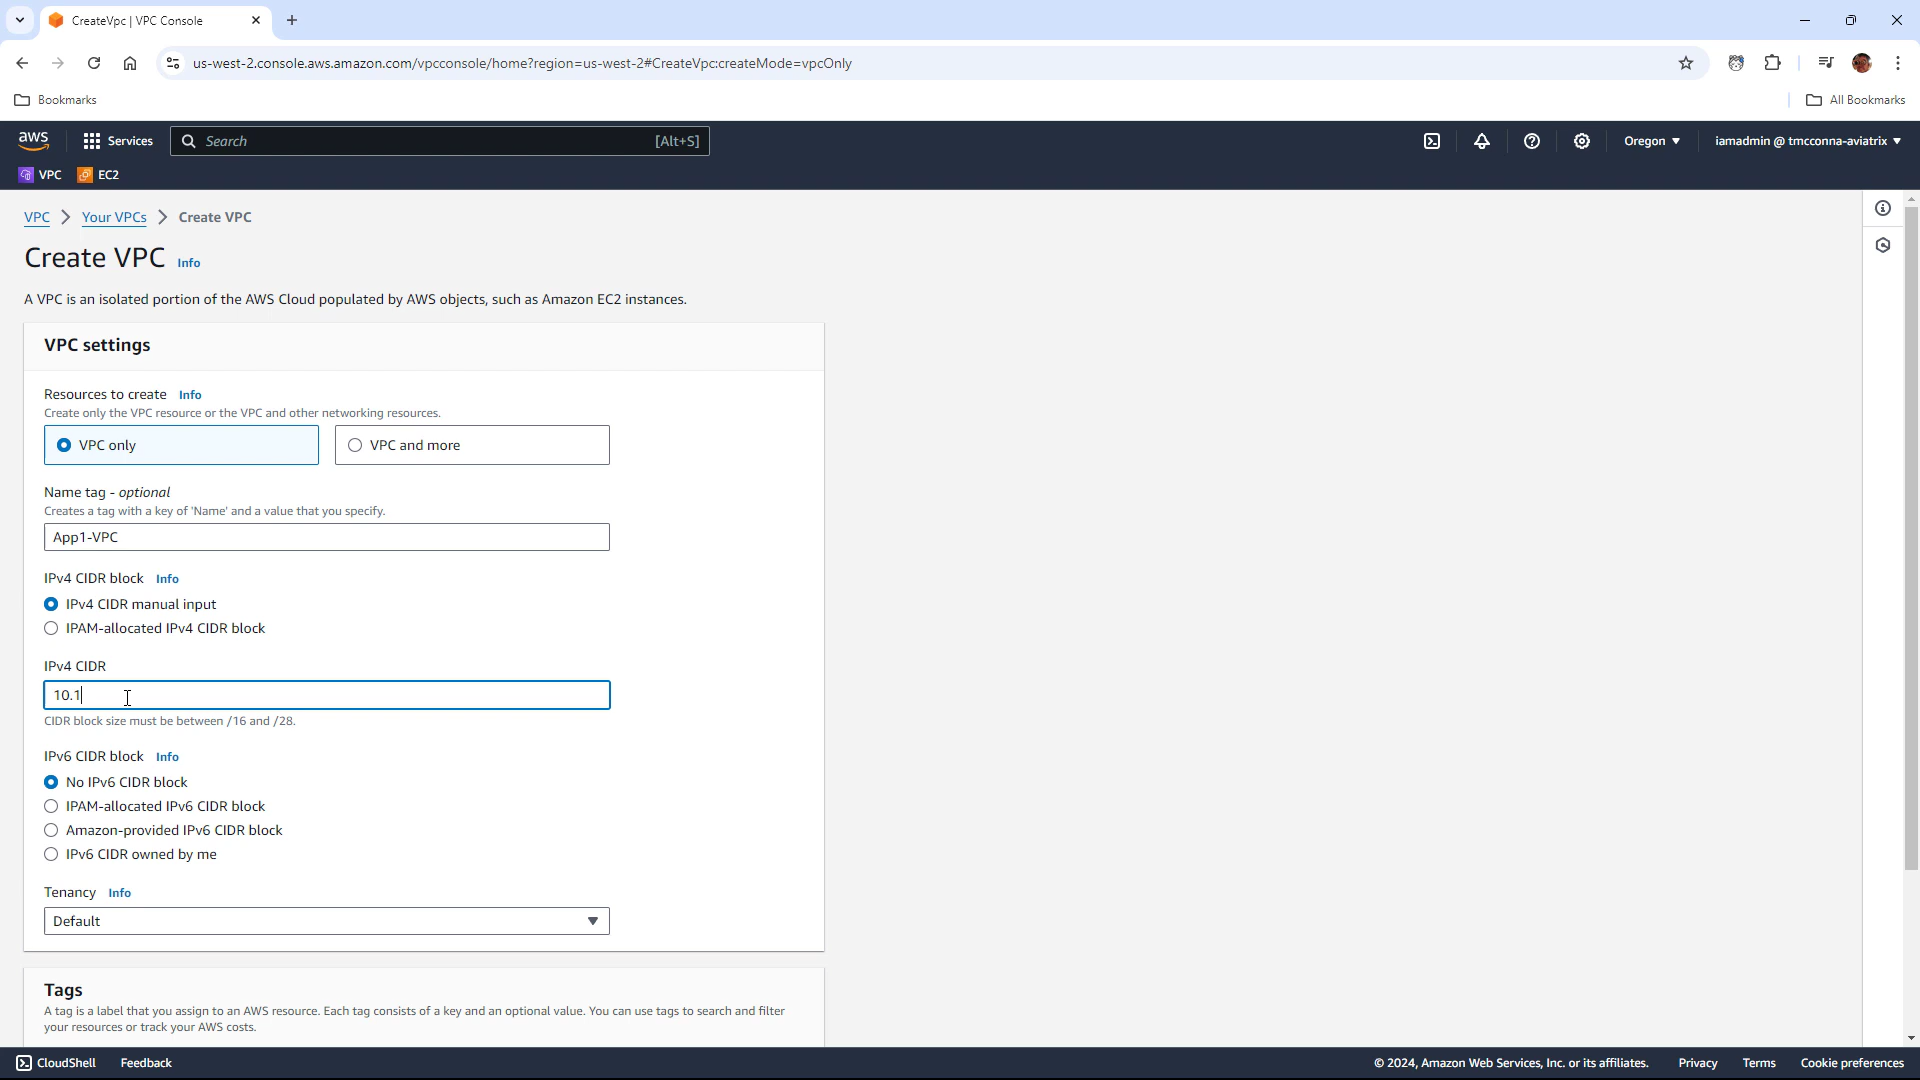 CreateVpc | VPC Console
us-west-2.console.aws.amazon.com/vpcconsole/home?region=us-west-2#CreateVpc:createMode=vpcOnly
Bookmarks
All Bookmarks
aws
Services
Search
[Alt+S]
Oregon
iamadmin @ tmcconna-aviatrix
VPC
EC2
VPC
Your VPCs
Create VPC
Create VPC Info
A VPC is an isolated portion of the AWS Cloud populated by AWS objects, such as Amazon EC2 instances.
VPC settings
Resources to create Info
Create only the VPC resource or the VPC and other networking resources.
VPC only
VPC and more
Name tag - optional
Creates a tag with a key of 'Name' and a value that you specify.
App1-VPC
IPv4 CIDR block Info
IPv4 CIDR manual input
IPAM-allocated IPv4 CIDR block
IPv4 CIDR
10.1
CIDR block size must be between /16 and /28.
IPv6 CIDR block Info
No IPv6 CIDR block
IPAM-allocated IPv6 CIDR block
Amazon-provided IPv6 CIDR block
IPv6 CIDR owned by me
Tenancy Info
Default
Tags
A tag is a label that you assign to an AWS resource. Each tag consists of a key and an optional value. You can use tags to search and filter
your resources or track your AWS costs.
CloudShell
Feedback
© 2024, Amazon Web Services, Inc. or its affiliates.
Privacy
Terms
Cookie preferences